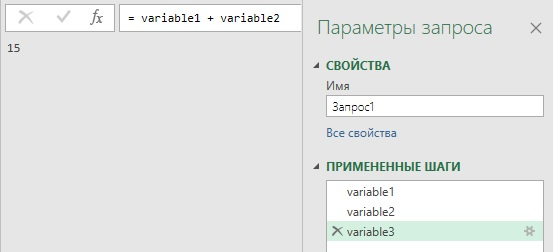 fx = variable1 + variable2
15
Параметры запроса
СВОЙСТВА
Имя
Запрос1
Все свойства
ПРИМЕНЕННЫЕ ШАГИ
variable1
variable2
variable3